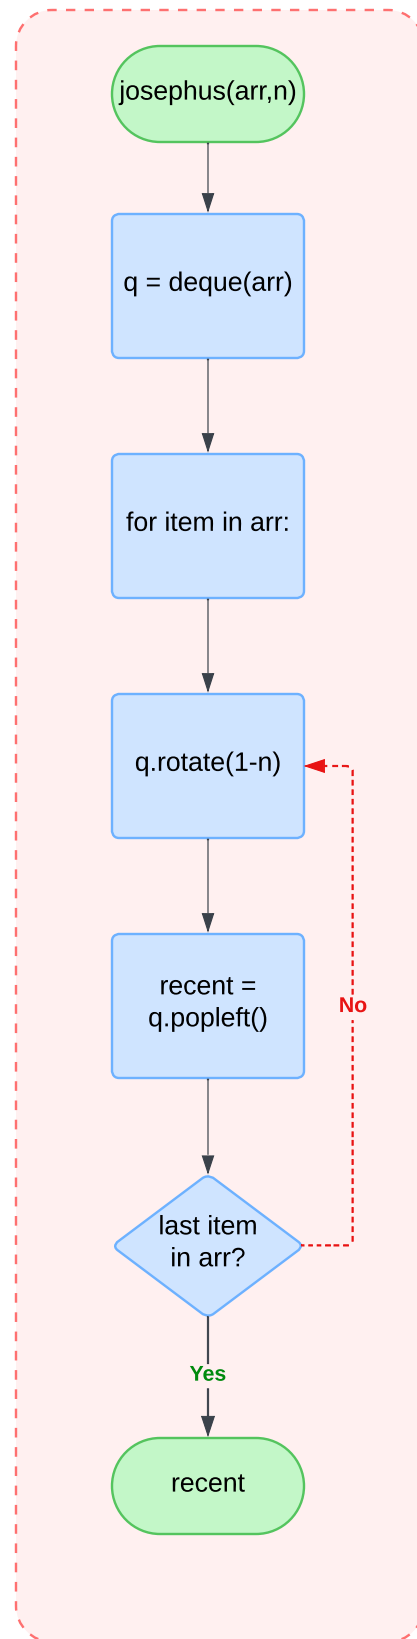 josephus(arr,n)
q = deque(arr)
for item in arr:
q.rotate(1-n)
recent =
q.popleft()
No
last item
in arr?
Yes
recent